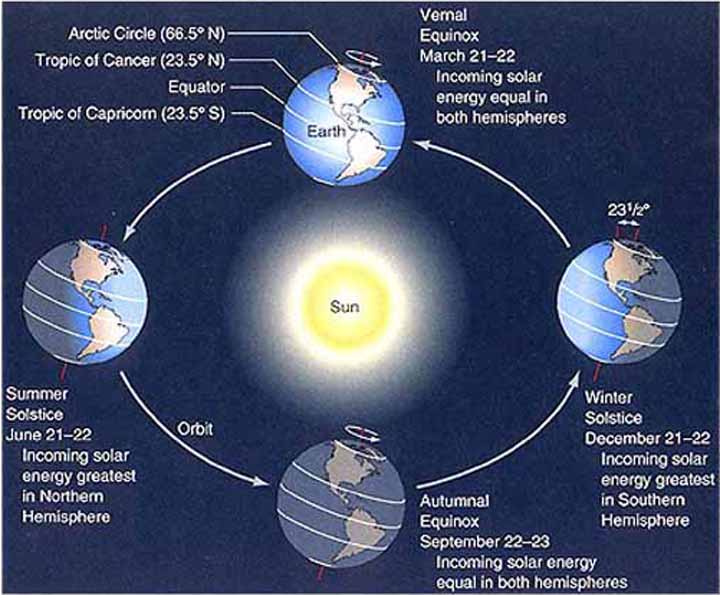 Arctic Circle (66.5° N)
Tropic of Cancer (23.5° N)
Equator
Tropic of Capricorn (23.5° S)
Earth
Vernal
Equinox
March 21–22
Incoming solar
energy equal in
both hemispheres
23 1/2°
Sun
Summer
Solstice
June 21–22
Incoming solar
energy greatest
in Northern
Hemisphere
Orbit
Winter
Solstice
December 21–22
Incoming solar
energy greatest
in Southern
Hemisphere
Autumnal
Equinox
September 22–23
Incoming solar energy
equal in both hemispheres